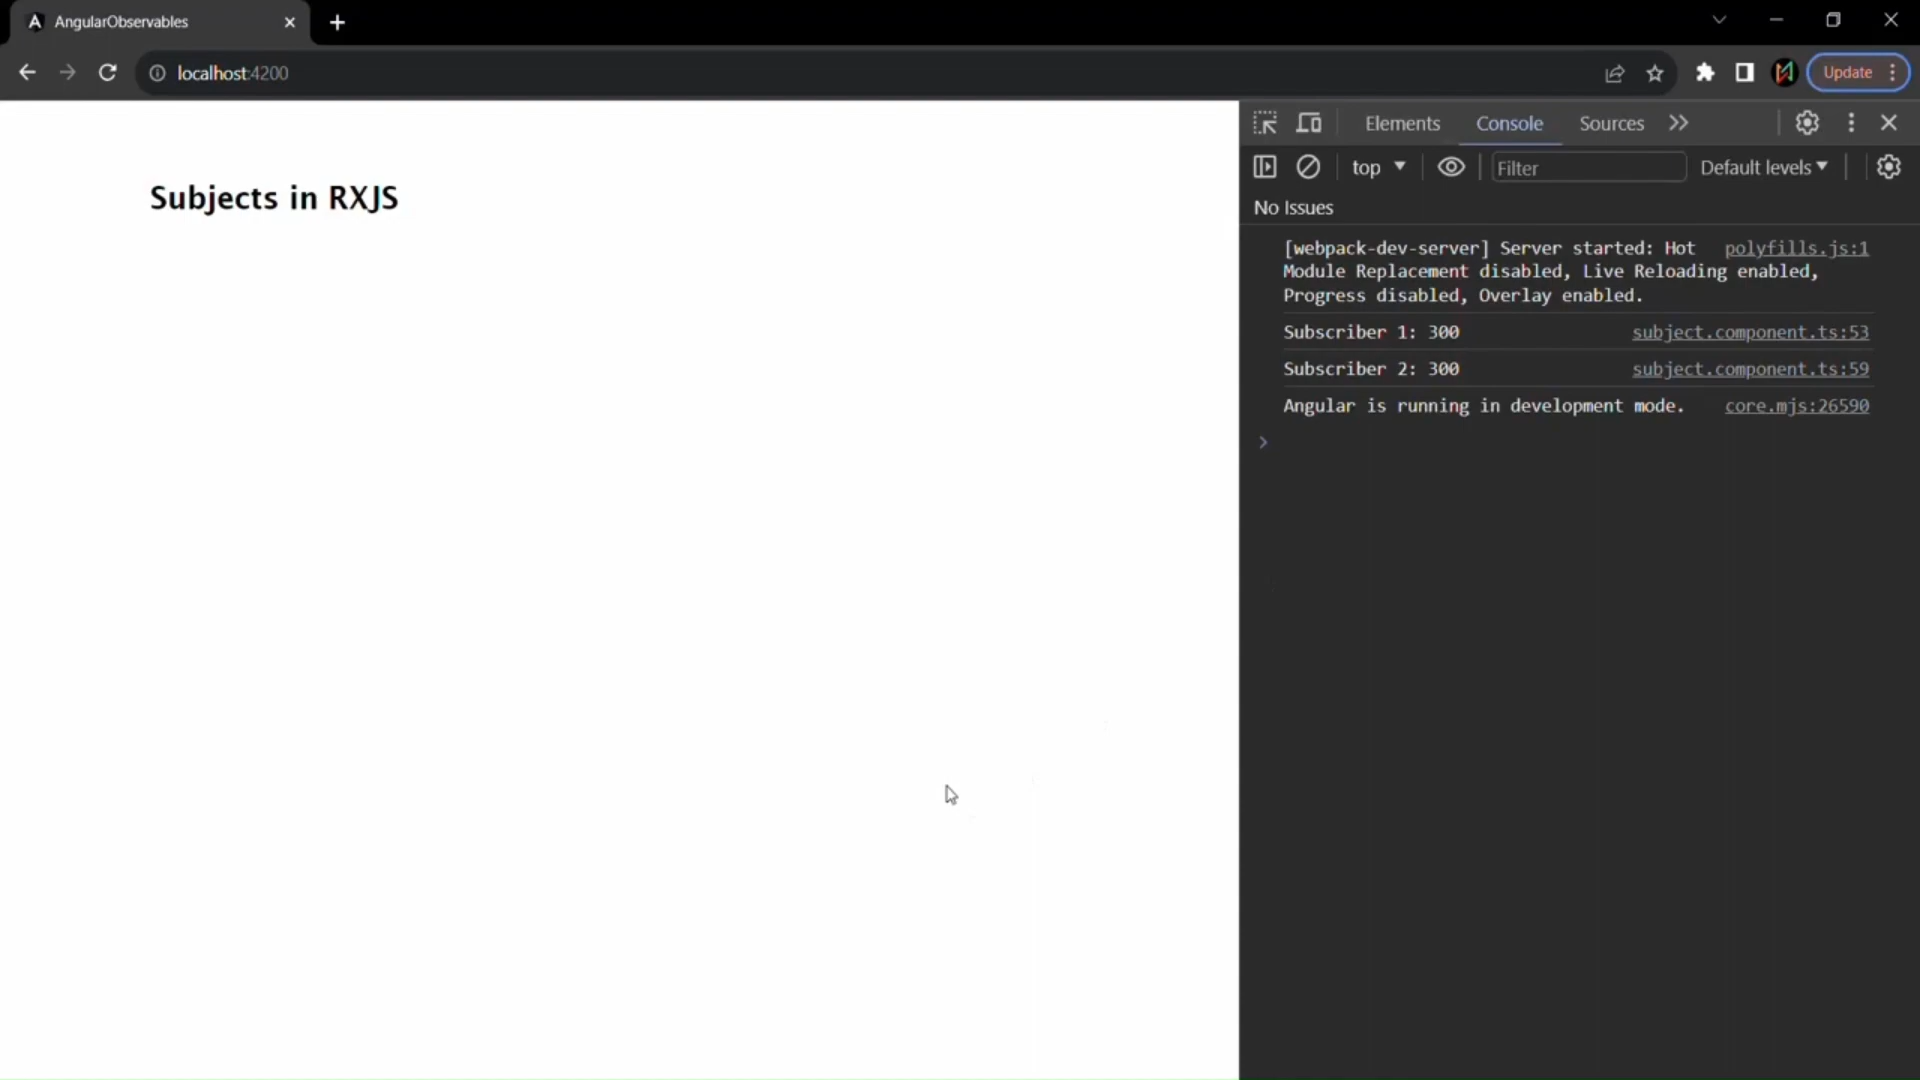 AngularObservables
localhost:4200
Update
Subjects in RXJS
Elements Console Sources
top Filter Default levels
No Issues
[webpack-dev-server] Server started: Hot polyfills.js:1
Module Replacement disabled, Live Reloading enabled,
Progress disabled, Overlay enabled.
Subscriber 1: 300 subject.component.ts:53
Subscriber 2: 300 subject.component.ts:59
Angular is running in development mode. core.mjs:26590